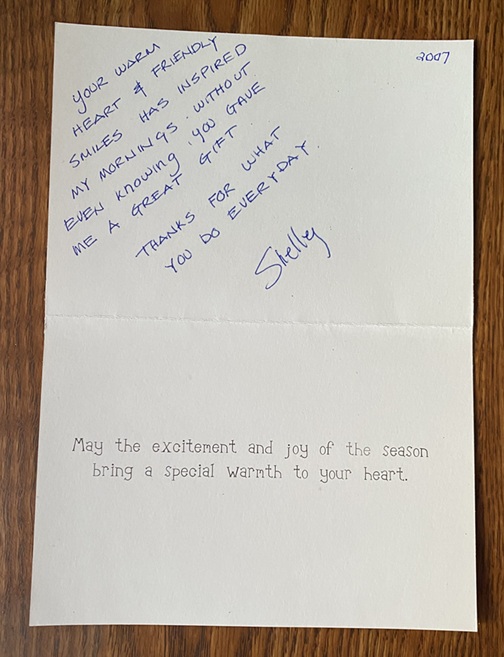 2007
YOUR WARM
HEART & FRIENDLY
SMILES HAS INSPIRED
MY MORNINGS. WITHOUT
EVEN KNOWING, YOU GAVE
ME A GREAT GIFT
THANKS FOR WHAT
YOU DO EVERYDAY.
Shelley
May the excitement and joy of the season
bring a special warmth to your heart.